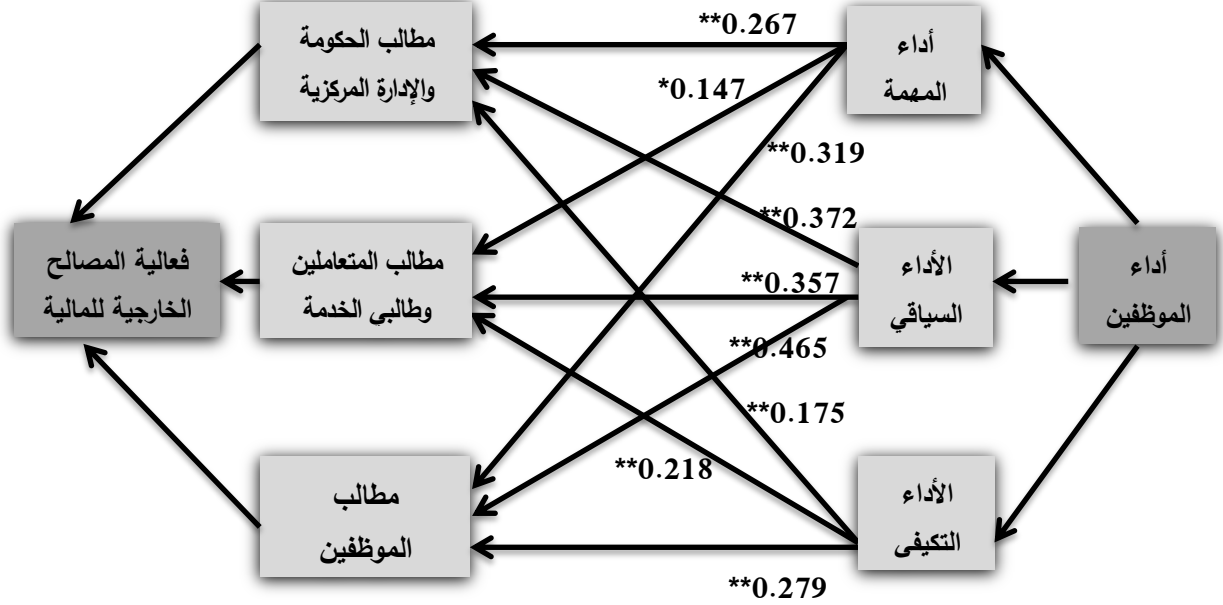 أداء
الموظفين
أداء
المهمة
الأداء
السياقي
الأداء
التكيفي
**0.267
*0.147
**0.319
**0.372
**0.357
**0.465
**0.175
**0.218
**0.279
مطالب الحكومة
والإدارة المركزية
مطالب المتعاملين
وطالبي الخدمة
مطالب
الموظفين
فعالية المصالح
الخارجية للمالية